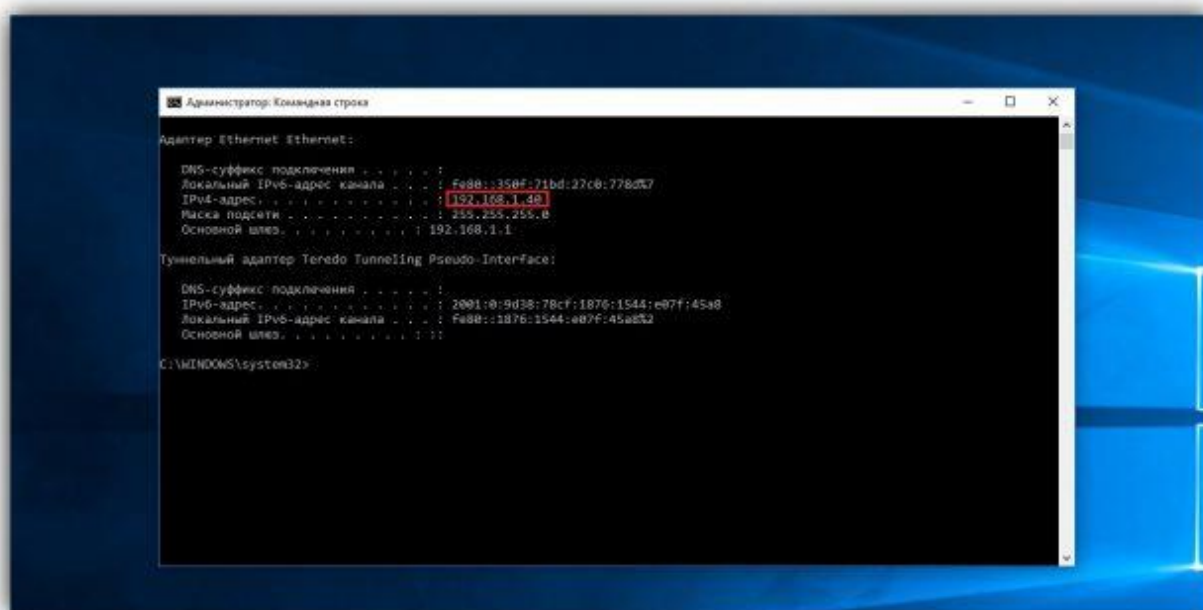 Администратор: Командная строка
Адаптер Ethernet Ethernet:
DNS-суффикс подключения . . . . . :
Локальный IPv6-адрес канала . . . : fe80::350f:71bd:27c0:778d%7
IPv4-адрес. . . . . . . . . . . . : 192.168.1.40
Маска подсети . . . . . . . . . . : 255.255.255.0
Основной шлюз. . . . . . . . . : 192.168.1.1
Туннельный адаптер Teredo Tunneling Pseudo-Interface:
DNS-суффикс подключения . . . . . :
IPv6-адрес. . . . . . . . . . . . : 2001:0:9d38:78cf:1876:1544:e07f:45a8
Локальный IPv6-адрес канала . . . : fe80::1876:1544:e07f:45a8%2
Основной шлюз. . . . . . . . . : ::
C:\WINDOWS\system32>